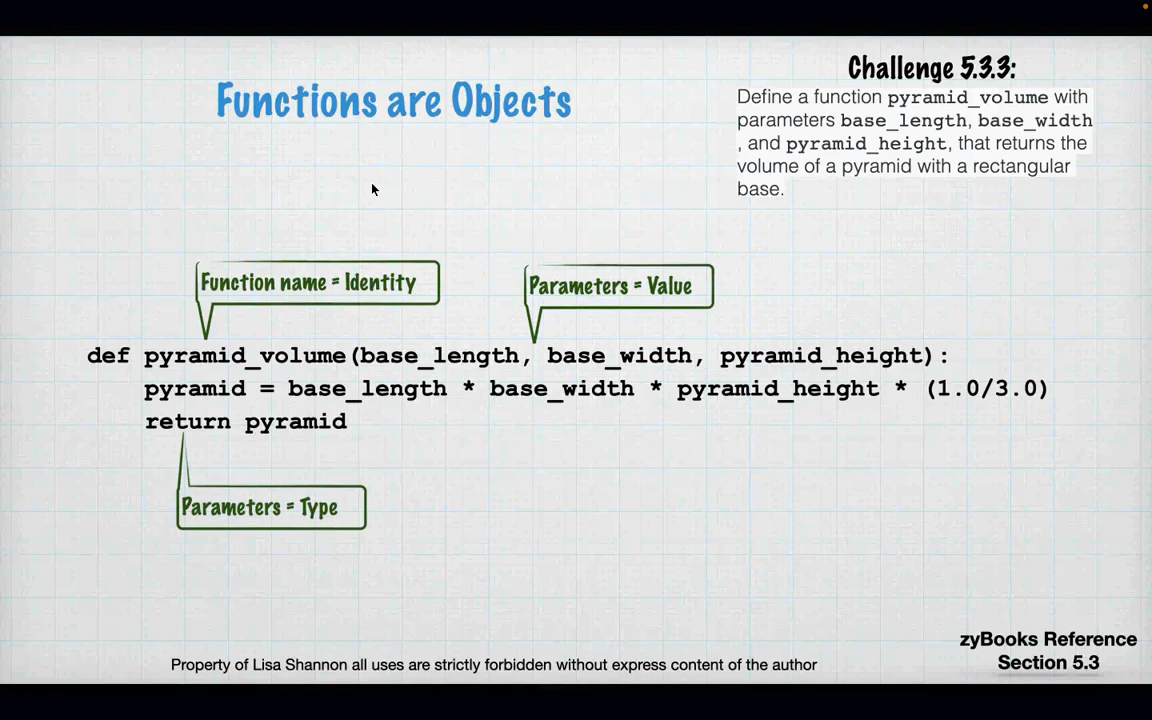 Functions are Objects
Challenge 5.3.3:
Define a function pyramid_volume with
parameters base_length, base_width
, and pyramid_height, that returns the
volume of a pyramid with a rectangular
base.
Function name = Identity
Parameters = Value
def pyramid_volume(base_length, base_width, pyramid_height):
    pyramid = base_length * base_width * pyramid_height * (1.0/3.0)
    return pyramid
Parameters = Type
zyBooks Reference
Section 5.3
Property of Lisa Shannon all uses are strictly forbidden without express content of the author